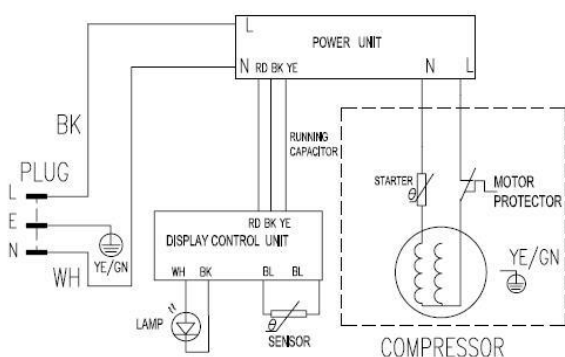 L
POWER UNIT
N RD BK YE N L
BK
RUNNING
CAPACITOR
PLUG
L
E
N
YE/GN
WH
STARTER
θ
MOTOR
PROTECTOR
RD BK YE
DISPLAY CONTROL UNIT
WH BK BL BL
YE/GN
LAMP
θ
SENSOR
COMPRESSOR